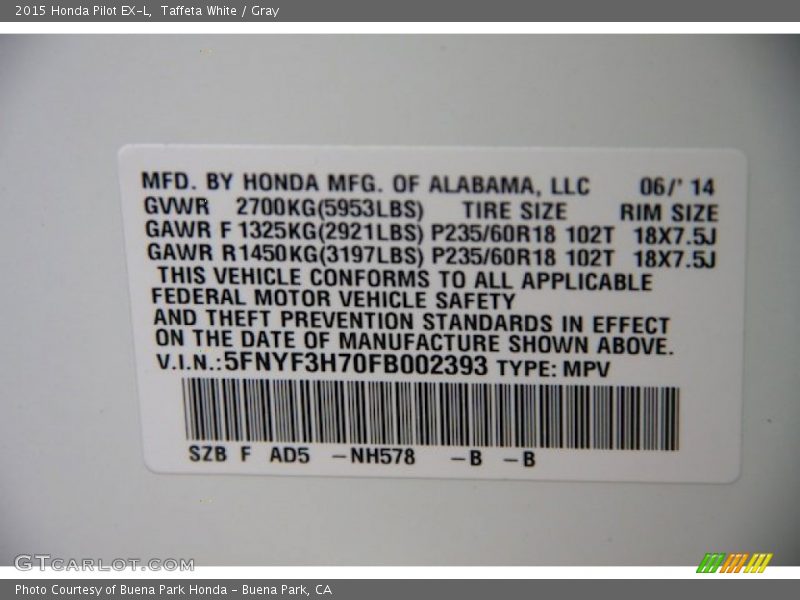 2015 Honda Pilot EX-L, Taffeta White / Gray
MFD. BY HONDA MFG. OF ALABAMA, LLC 06/' 14
GVWR 2700KG(5953LBS) TIRE SIZE RIM SIZE
GAWR F 1325KG(2921LBS) P235/60R18 102T 18X7.5J
GAWR R1450KG(3197LBS) P235/60R18 102T 18X7.5J
THIS VEHICLE CONFORMS TO ALL APPLICABLE
FEDERAL MOTOR VEHICLE SAFETY
AND THEFT PREVENTION STANDARDS IN EFFECT
ON THE DATE OF MANUFACTURE SHOWN ABOVE.
V.I.N.:5FNYF3H70FB002393 TYPE: MPV
SZB F AD5 -NH578 -B -B
GTCARLOT.COM
Photo Courtesy of Buena Park Honda - Buena Park, CA